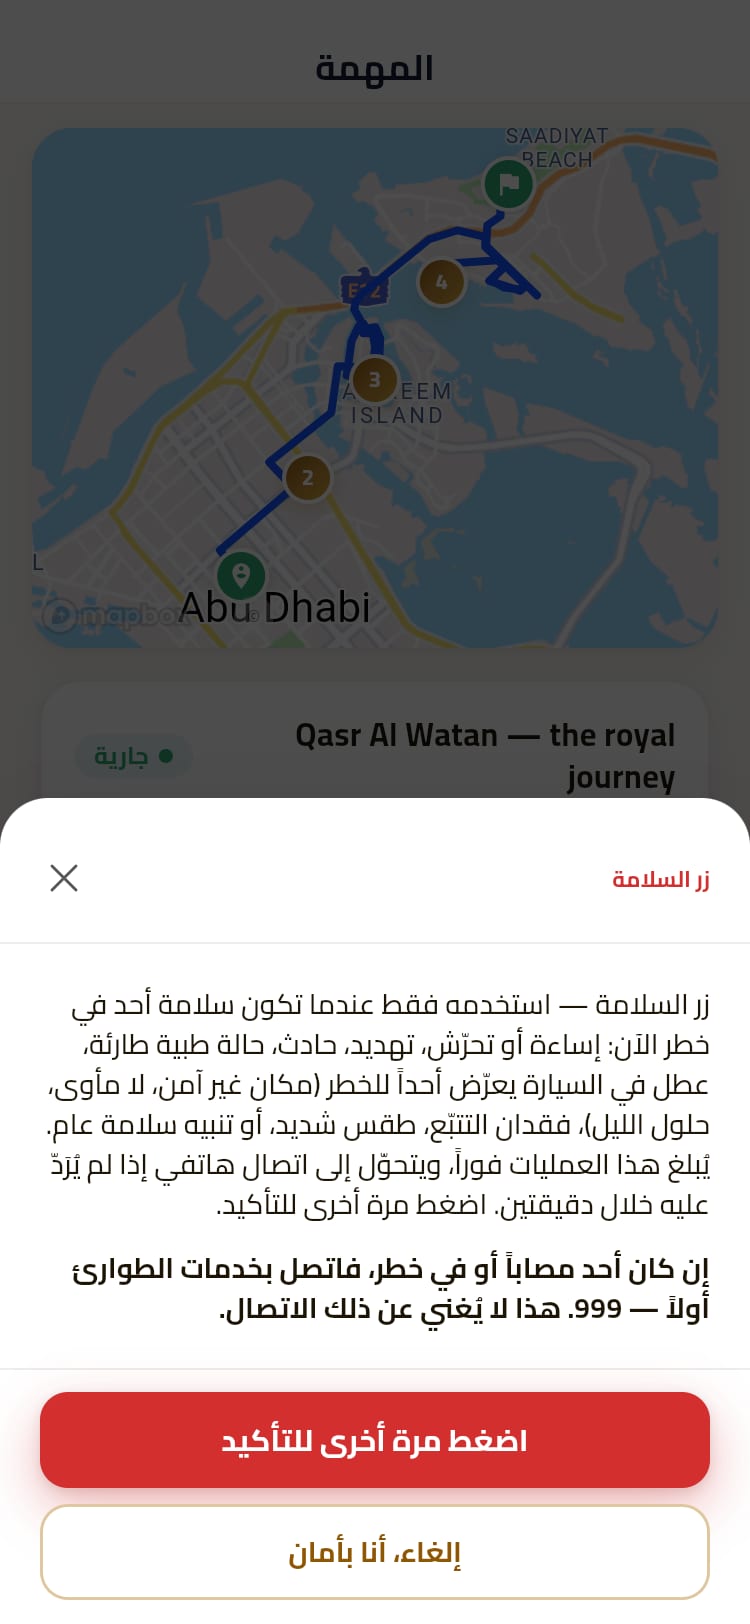 المهمة
SAADIYAT
BEACH
4
3
ISLAND
2
L
Abu Dhabi
mapbox
©
Qasr Al Watan — the royal
journey
جارية
زر السلامة
زر السلامة — استخدمه فقط عندما تكون سلامة أحد في
خطر الآن: إساءة أو تحرّش، تهديد، حادث، حالة طبية طارئة،
عطل في السيارة يعرّض أحداً للخطر (مكان غير آمن، لا مأوى،
حلول الليل)، فقدان التتبّع، طقس شديد، أو تنبيه سلامة عام.
يُبلغ هذا العمليات فوراً، ويتحوّل إلى اتصال هاتفي إذا لم يُرَدّ
عليه خلال دقيقتين. اضغط مرة أخرى للتأكيد.
إن كان أحد مصاباً أو في خطر، فاتصل بخدمات الطوارئ
أولاً — 999. هذا لا يُغني عن ذلك الاتصال.
اضغط مرة أخرى للتأكيد
إلغاء، أنا بأمان